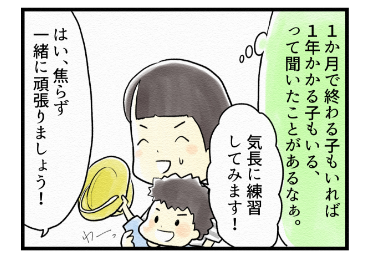 １か月で終わる子もいれば
１年かかる子もいる、
って聞いたことがあるなぁ。
気長に練習
してみます！
はい、焦らず
一緒に頑張りましょう！
わー。